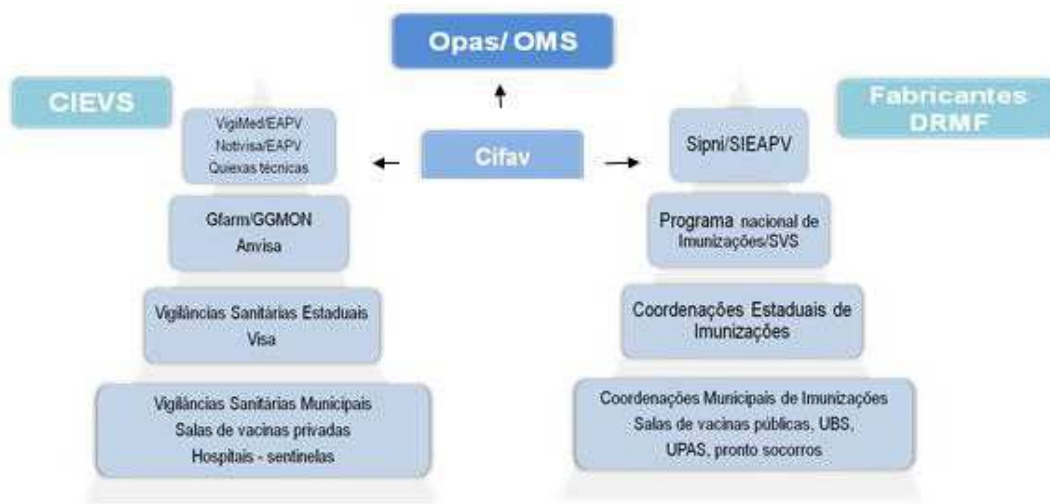 Opas/ OMS
CIEVS
Fabricantes
DRMF
Cifav
VigiMed/EAPV
Notivisa/EAPV
Quiexas técnicas
Gfarm/GGMON
Anvisa
Vigilâncias Sanitárias Estaduais
Visa
Vigilâncias Sanitárias Municipais
Salas de vacinas privadas
Hospitais - sentinelas
Sipni/SIEAPV
Programa nacional de
Imunizações/SVS
Coordenações Estaduais de
Imunizações
Coordenações Municipais de Imunizações
Salas de vacinas públicas, UBS,
UPAS, pronto socorros